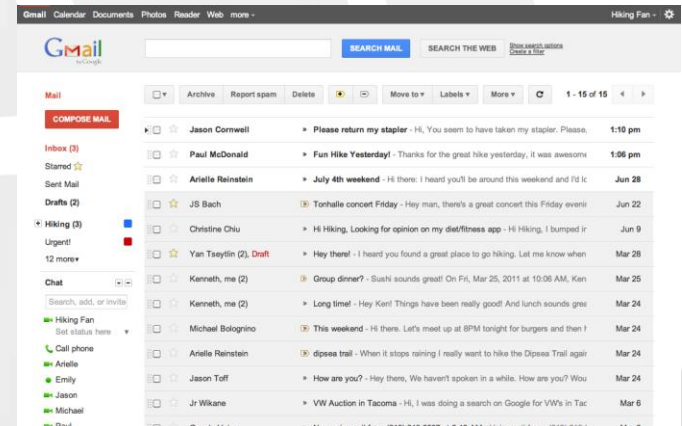 Gmail Calendar Documents Photos Reader Web more Hiking Fan
Gmail
by Google
SEARCH MAIL SEARCH THE WEB Show search options
Create a filter
Mail Archive Report spam Delete Move to Labels More C 1 - 15 of 15
COMPOSE MAIL
Jason Cornwell » Please return my stapler - Hi, You seem to have taken my stapler. Please, 1:10 pm
Inbox (3)
Paul McDonald » Fun Hike Yesterday! - Thanks for the great hike yesterday, it was awesome 1:06 pm
Starred
Sent Mail Arielle Reinstein » July 4th weekend - Hi there: I heard you'll be around this weekend and I'd lo Jun 28
Drafts (2) JS Bach Tonhalle concert Friday - Hey man, there's a great concert this Friday evenin Jun 22
Hiking (3) Christine Chiu » Hi Hiking, Looking for opinion on my diet/fitness app - Hi Hiking, I bumped ir Jun 9
Urgent!
12 more Yan Tseytlin (2), Draft » Hey there! - I heard you found a great place to go hiking. Let me know when Mar 28
Chat Kenneth, me (2) Group dinner? - Sushi sounds great! On Fri, Mar 25, 2011 at 10:06 AM, Ken Mar 25
Search, add, or invite Kenneth, me (2) » Long time! - Hey Ken! Things have been really good! And lunch sounds grea Mar 24
Hiking Fan
Set status here Michael Bolognino This weekend - Hi there. Let's meet up at 8PM tonight for burgers and then h Mar 24
Call phone
Arielle Arielle Reinstein dipsea trail - When it stops raining I really want to hike the Dipsea Trail again Mar 24
Emily Jason Toff » How are you? - Hey there, We haven't spoken in a while. How are you? Wou Mar 24
Jason
Michael Jr Wikane » VW Auction in Tacoma - Hi, I was doing a search on Google for VW's in Tac Mar 6
Paul